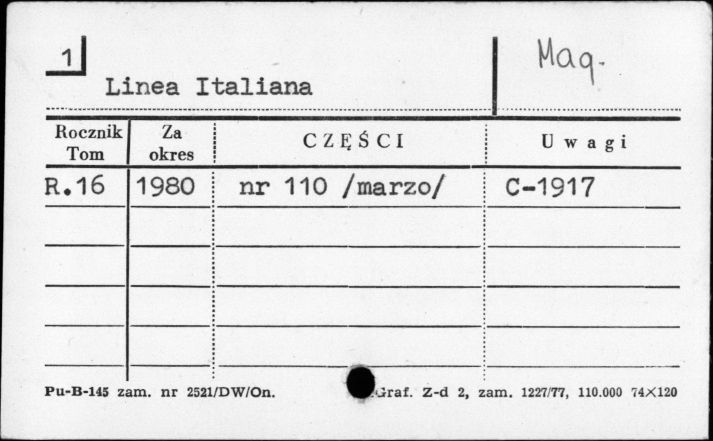 1
Maq.
Linea Italiana
Rocznik Tom
Za okres
CZĘŚCI
Uwagi
R.16 1980 nr 110 /marzo/ C-1917
Pu-B-145 zam. nr 2521/DW/On. Graf. Z-d 2, zam. 1227/77, 110.000 74×120